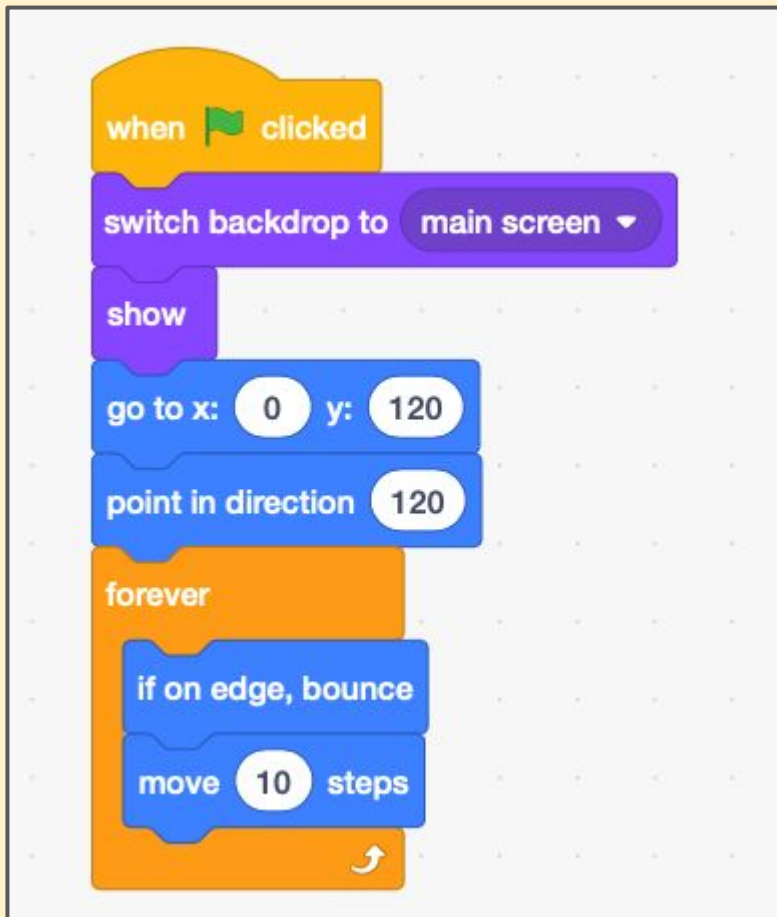 when clicked
switch backdrop to main screen
show
go to x: 0 y: 120
point in direction 120
forever
if on edge, bounce
move 10 steps